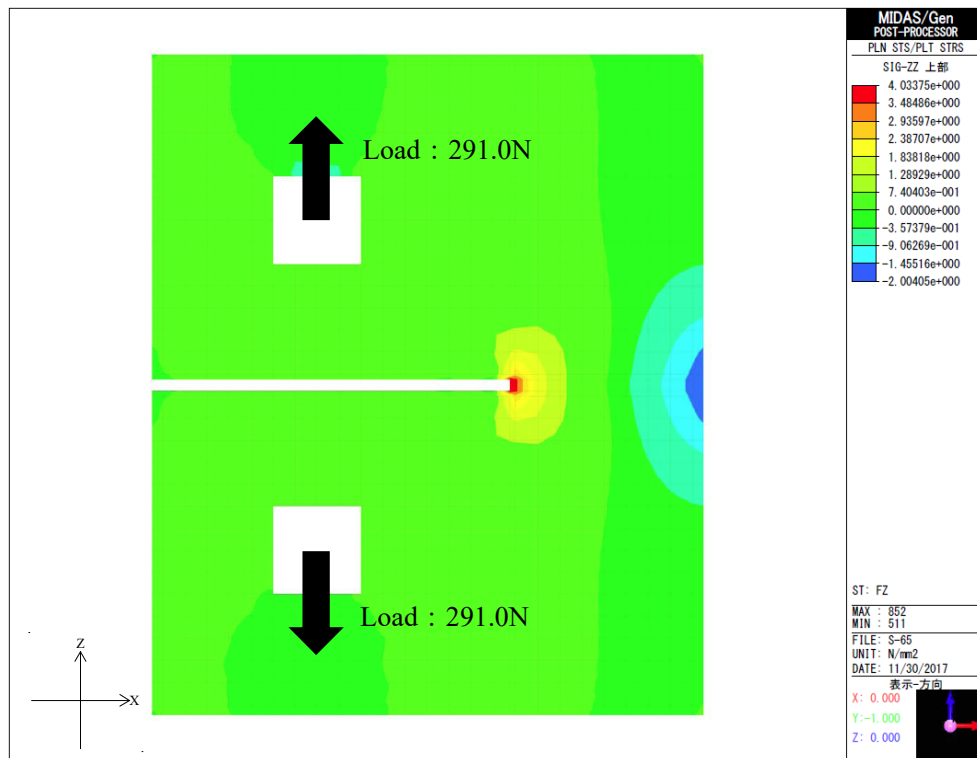 MIDAS/Gen
POST-PROCESSOR
PLN STS/PLT STRS
SIG-ZZ 上部
4.03375e+000
3.48486e+000
2.93597e+000
2.38707e+000
1.83818e+000
1.28929e+000
7.40403e-001
0.00000e+000
-3.57379e-001
-9.06269e-001
-1.45516e+000
-2.00405e+000
Load：291.0N
Load：291.0N
Z
X
ST: FZ
MAX : 852
MIN : 511
FILE: S-65
UNIT: N/mm2
DATE: 11/30/2017
表示-方向
X: 0.000
Y:-1.000
Z: 0.000